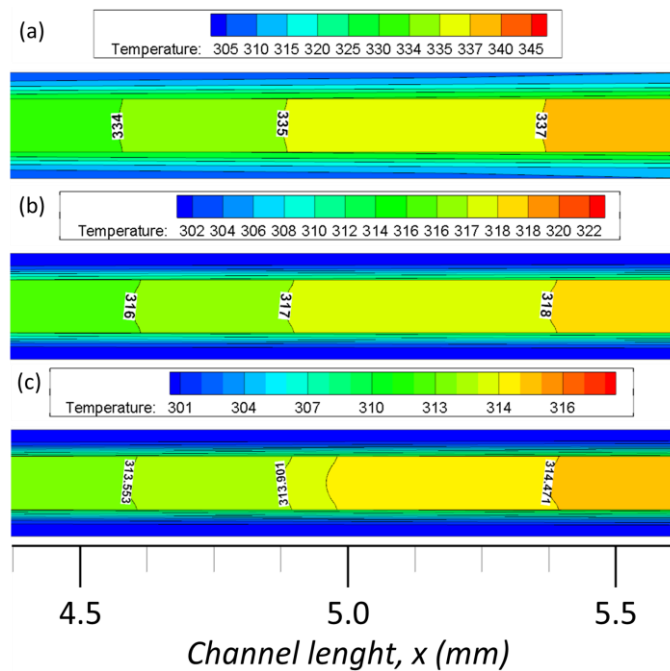 (a)
Temperature: 305 310 315 320 325 330 334 335 337 340 345
334 335 337
(b)
Temperature: 302 304 306 308 310 312 314 316 316 317 318 318 320 322
316 317 318
(c)
Temperature: 301 304 307 310 313 314 316
313.553 313.901 314.471
4.5 5.0 5.5
Channel lenght, x (mm)